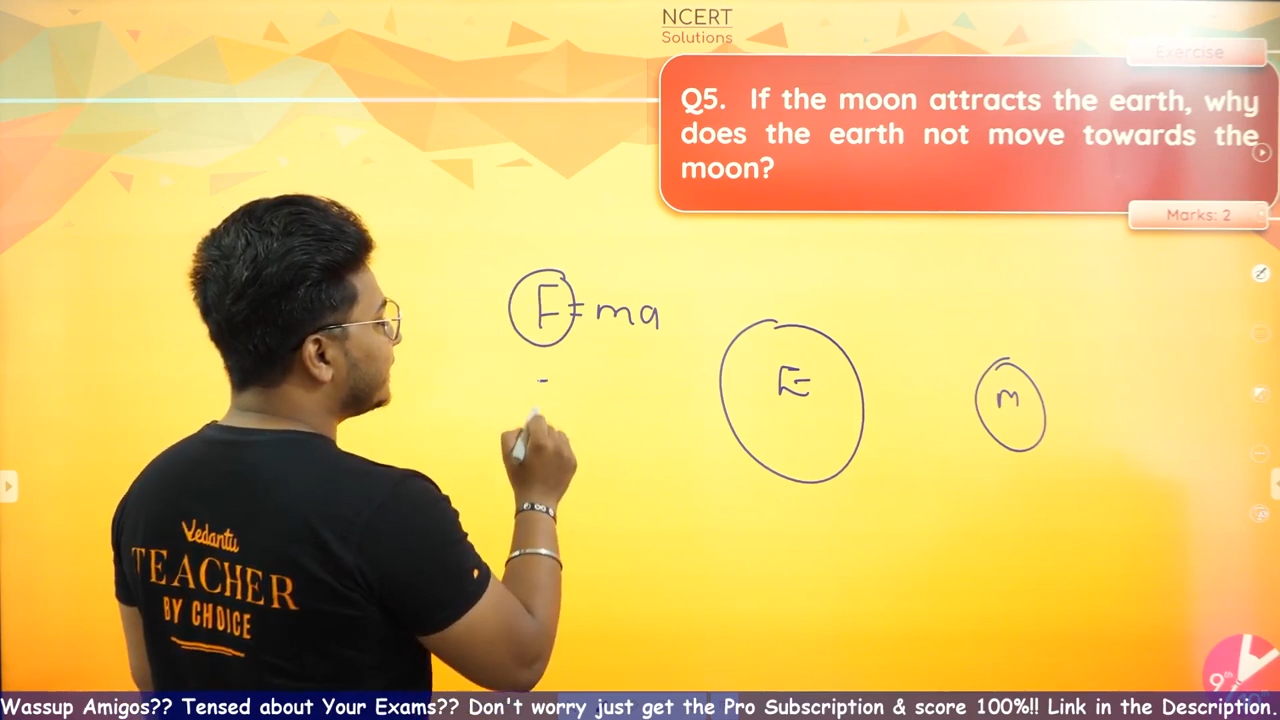 NCERT
Solutions
Exercise
Q5. If the moon attracts the earth, why
does the earth not move towards the
moon?
Marks: 2
F = ma
E
m
Vedantu
TEACHER
BY CHOICE
9th
Wassup Amigos?? Tensed about Your Exams?? Don't worry just get the Pro Subscription & score 100%!! Link in the Description.